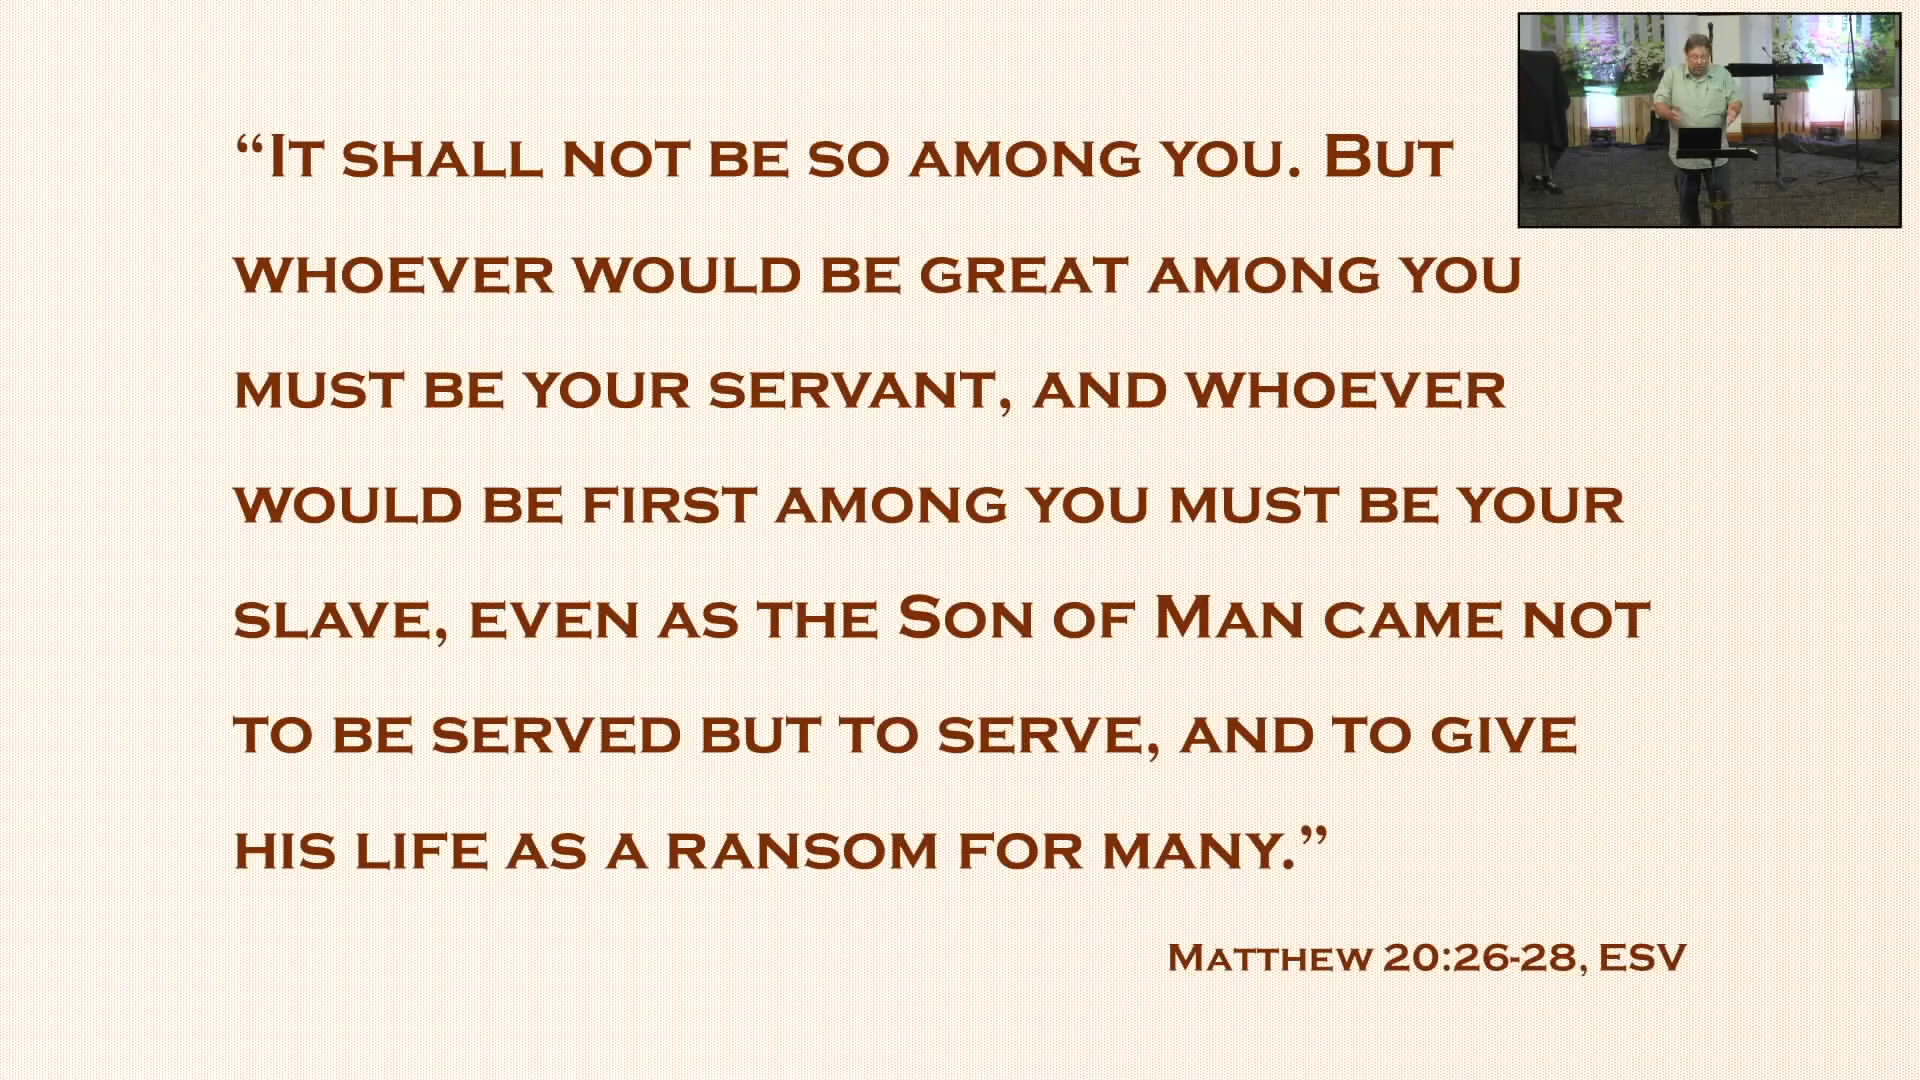 “It shall not be so among you. But
whoever would be great among you
must be your servant, and whoever
would be first among you must be your
slave, even as the Son of Man came not
to be served but to serve, and to give
his life as a ransom for many.”
Matthew 20:26-28, ESV